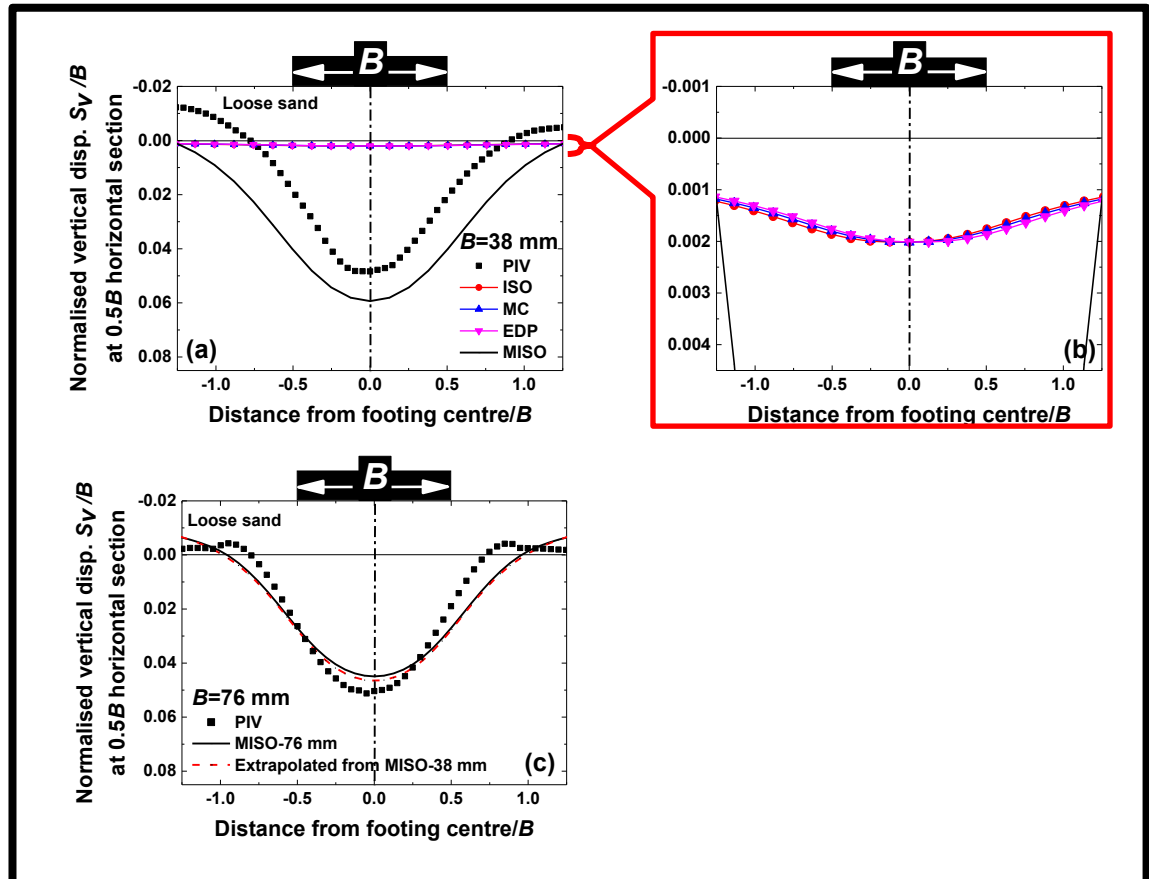 B
B
-0.02
0.00
0.02
0.04
0.06
0.08
Normalised vertical disp. Sv/B
at 0.5B horizontal section
Loose sand
B=38 mm
PIV
ISO
MC
EDP
MISO
(a)
-1.0 -0.5 0.0 0.5 1.0
Distance from footing centre/B
-0.001
0.000
0.001
0.002
0.003
0.004
(b)
-1.0 -0.5 0.0 0.5 1.0
Distance from footing centre/B
B
-0.02
0.00
0.02
0.04
0.06
0.08
Normalised vertical disp. Sv/B
at 0.5B horizontal section
Loose sand
B=76 mm
PIV
MISO-76 mm
Extrapolated from MISO-38 mm
(c)
-1.0 -0.5 0.0 0.5 1.0
Distance from footing centre/B